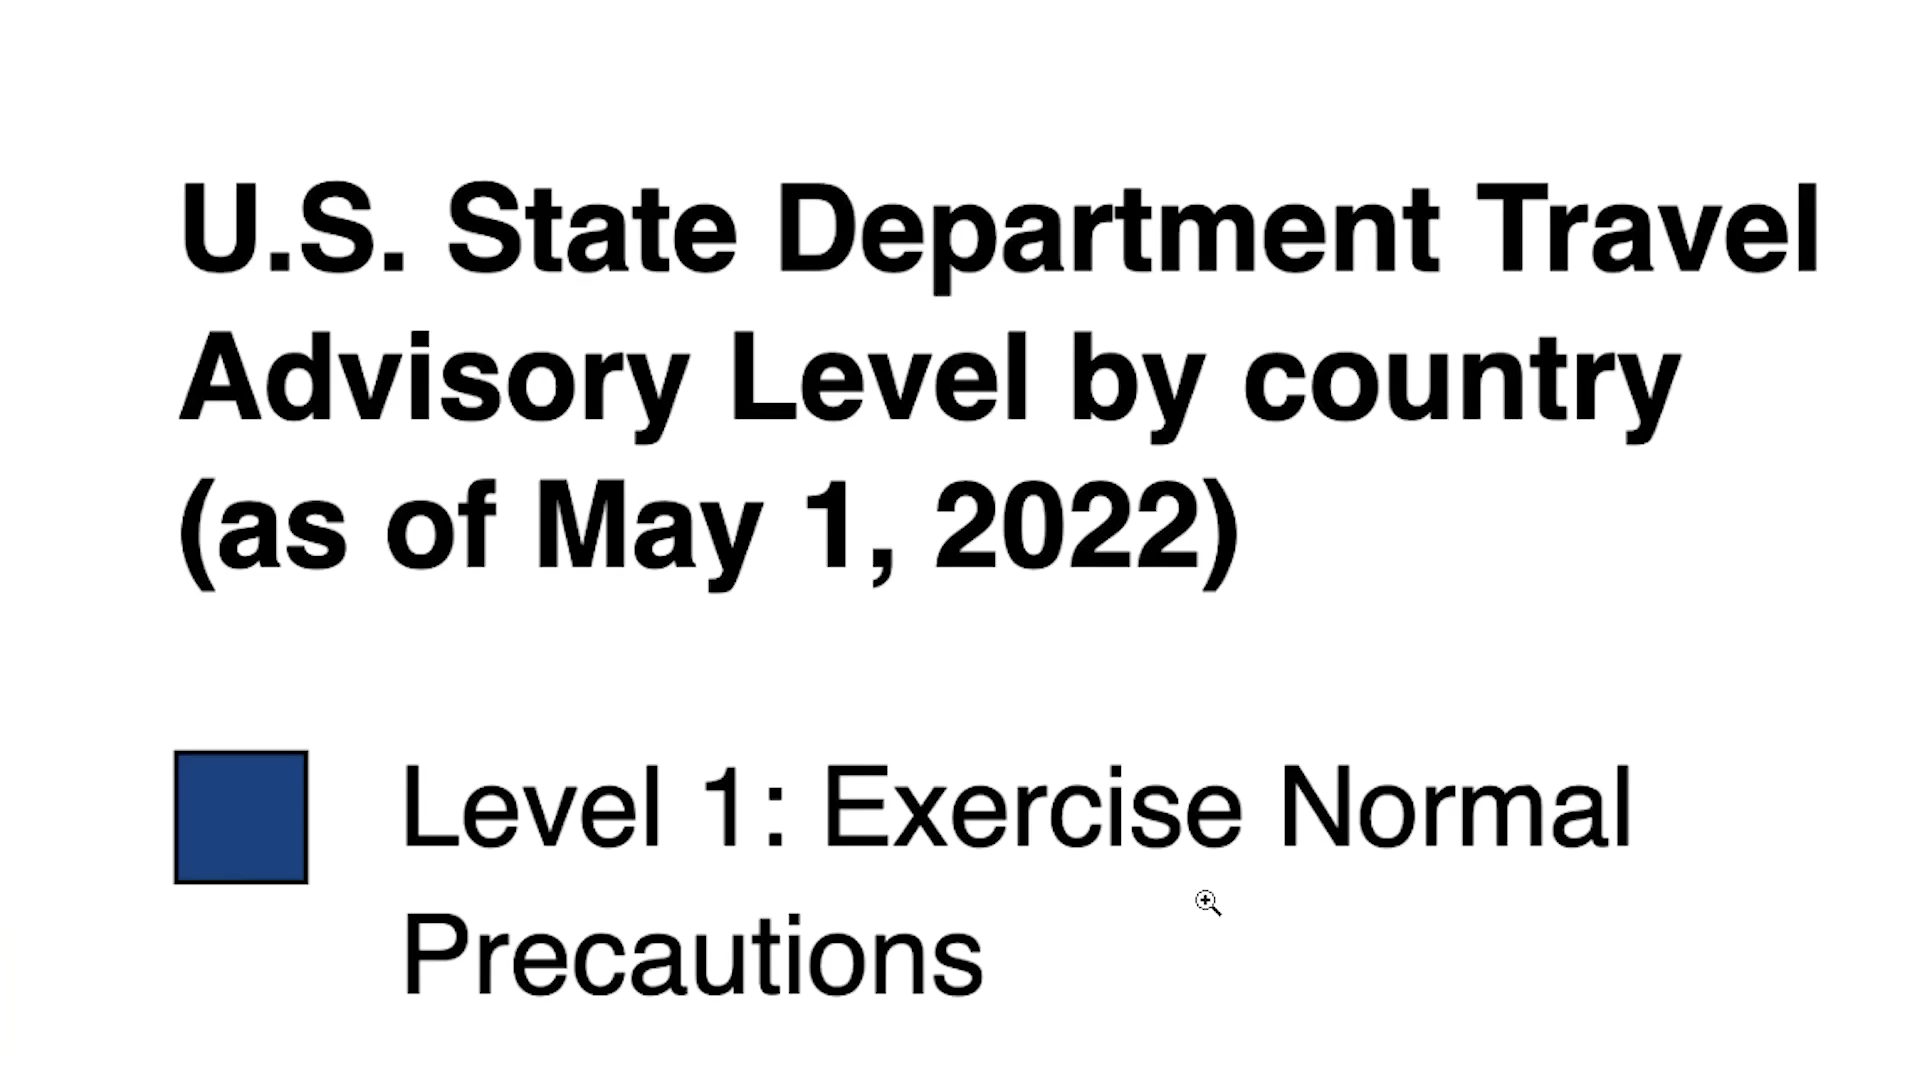 U.S. State Department Travel
Advisory Level by country
(as of May 1, 2022)
Level 1: Exercise Normal
Precautions